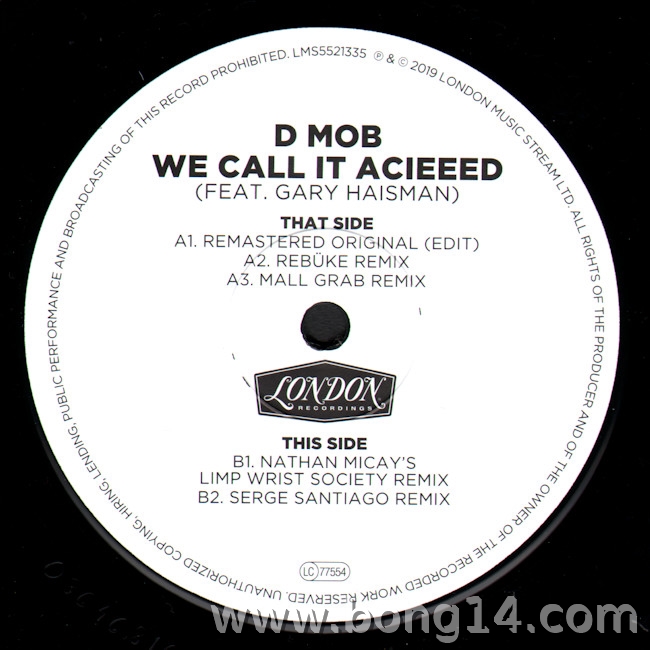 D MOB
WE CALL IT ACIEEED
(FEAT. GARY HAISMAN)
THAT SIDE
A1. REMASTERED ORIGINAL (EDIT)
A2. REBÜKE REMIX
A3. MALL GRAB REMIX
LONDON
RECORDINGS
THIS SIDE
B1. NATHAN MICAY'S
LIMP WRIST SOCIETY REMIX
B2. SERGE SANTIAGO REMIX
LC 77554
UNAUTHORIZED COPYING, HIRING, LENDING, PUBLIC PERFORMANCE AND BROADCASTING OF THIS RECORD PROHIBITED. LMS5521335 ℗ & © 2019 LONDON MUSIC STREAM LTD. ALL RIGHTS OF THE PRODUCER AND OF THE OWNER OF THE RECORDED WORK RESERVED.
www.bong14.com